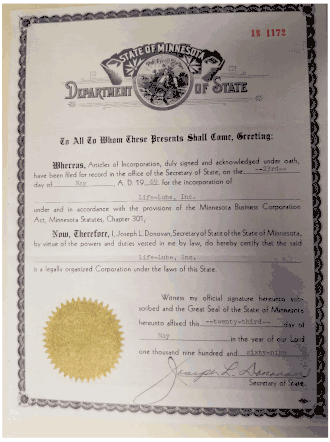 1R 1172
STATE OF MINNESOTA
DEPARTMENT OF STATE
To All To Whom These Presents Shall Come, Greeting:
Whereas, Articles of Incorporation, duly signed and acknowledged under oath,
have been filed for record in the office of the Secretary of State, on the --23rd--
day of May A. D. 19 69 for the incorporation of
Life-Lube, Inc.
under and in accordance with the provisions of the Minnesota Business Corporation
Act, Minnesota Statutes, Chapter 301,
Now, Therefore, I, Joseph L. Donovan, Secretary of State of the State of Minnesota,
by virtue of the powers and duties vested in me by law, do hereby certify that the said
Life-Lube, Inc.
is a legally organized Corporation under the laws of this State.
Witness my official signature hereunto sub-
scribed and the Great Seal of the State of Minnesota
hereunto affixed this --twenty-third-- day of
May in the year of our Lord
one thousand nine hundred and sixty-nine
Joseph L. Donovan
Secretary of State.